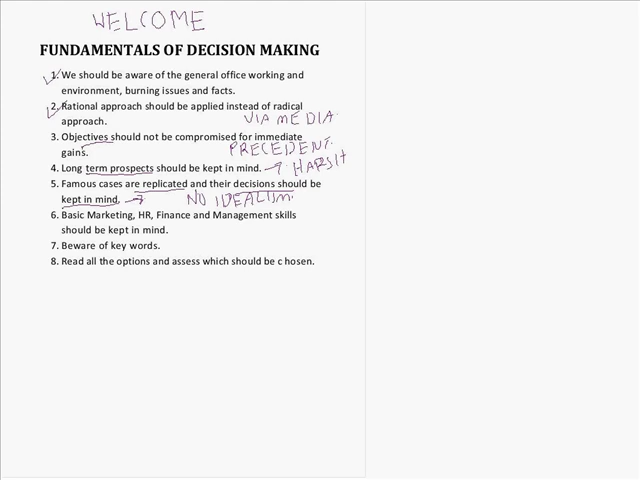 WELCOME
FUNDAMENTALS OF DECISION MAKING
1. We should be aware of the general office working and
environment, burning issues and facts.
2. Rational approach should be applied instead of radical
approach.
VIA MEDIA.
3. Objectives should not be compromised for immediate
gains.
PRECEDENT.
4. Long term prospects should be kept in mind. → HARSH
5. Famous cases are replicated and their decisions should be
kept in mind. → NO IDEALISM.
6. Basic Marketing, HR, Finance and Management skills
should be kept in mind.
7. Beware of key words.
8. Read all the options and assess which should be c hosen.